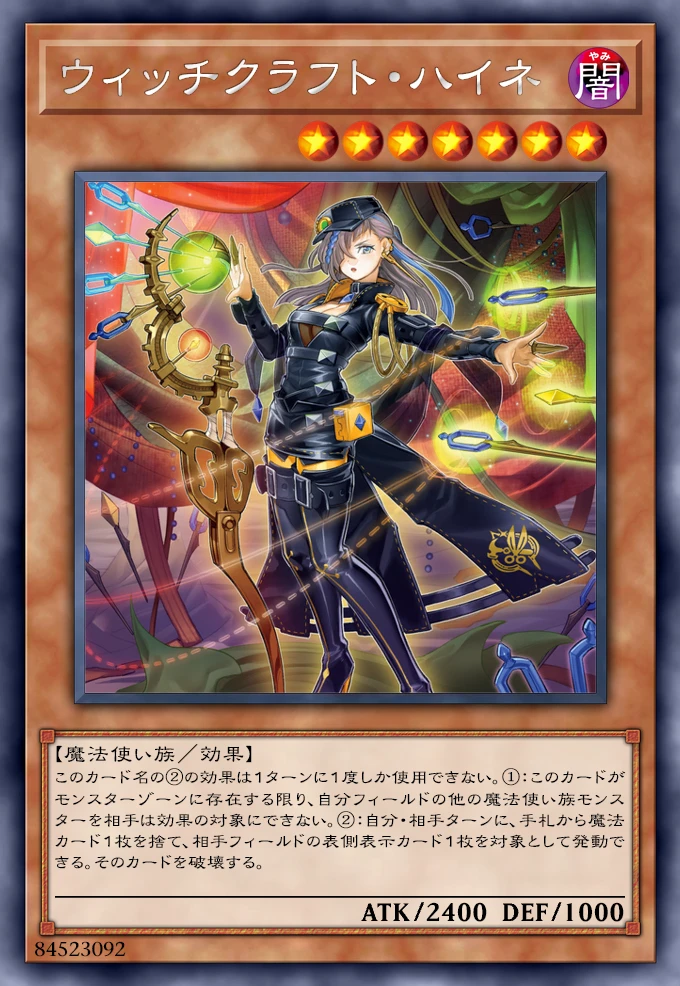 ウィッチクラフト・ハイネ
やみ
闇
【魔法使い族／効果】
このカード名の②の効果は１ターンに１度しか使用できない。①：このカードが
モンスターゾーンに存在する限り、自分フィールドの他の魔法使い族モンス
ターを相手は効果の対象にできない。②：自分・相手ターンに、手札から魔法
カード１枚を捨て、相手フィールドの表側表示カード１枚を対象として発動で
きる。そのカードを破壊する。
ATK/2400 DEF/1000
84523092